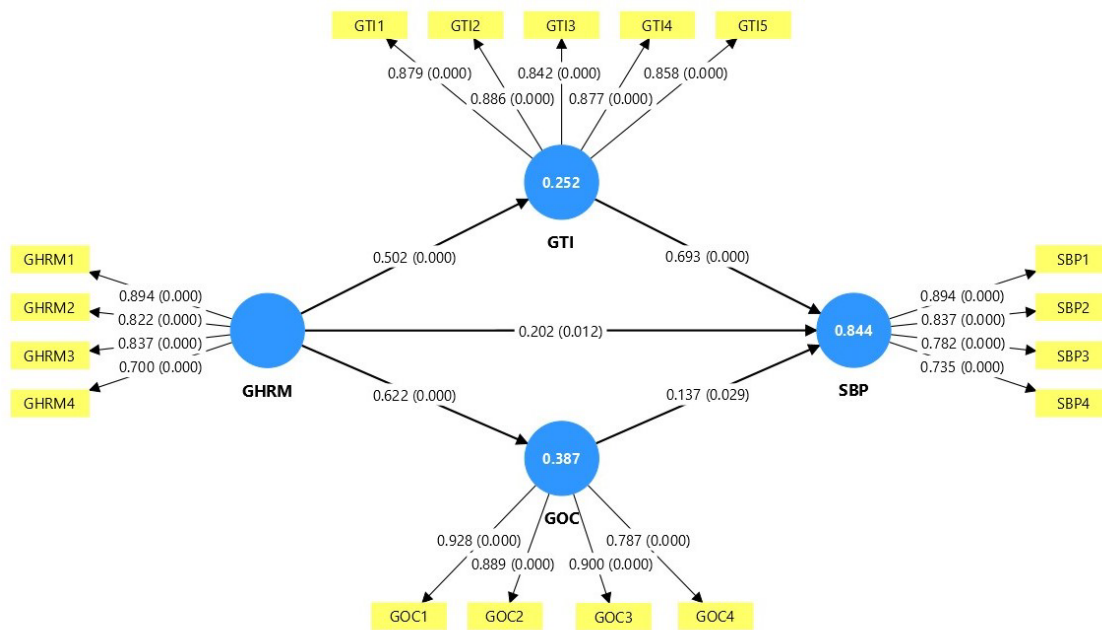 GTI1 GTI2 GTI3 GTI4 GTI5
0.879 (0.000) 0.842 (0.000) 0.858 (0.000)
0.886 (0.000) 0.877 (0.000)
0.252
GTI
0.502 (0.000) 0.693 (0.000)
GHRM1
GHRM2
GHRM3
GHRM4
0.894 (0.000)
0.822 (0.000)
0.837 (0.000)
0.700 (0.000)
GHRM
0.202 (0.012)
0.844
SBP
0.894 (0.000)
0.837 (0.000)
0.782 (0.000)
0.735 (0.000)
SBP1
SBP2
SBP3
SBP4
0.622 (0.000) 0.137 (0.029)
0.387
GOC
0.928 (0.000) 0.787 (0.000)
0.889 (0.000) 0.900 (0.000)
GOC1 GOC2 GOC3 GOC4